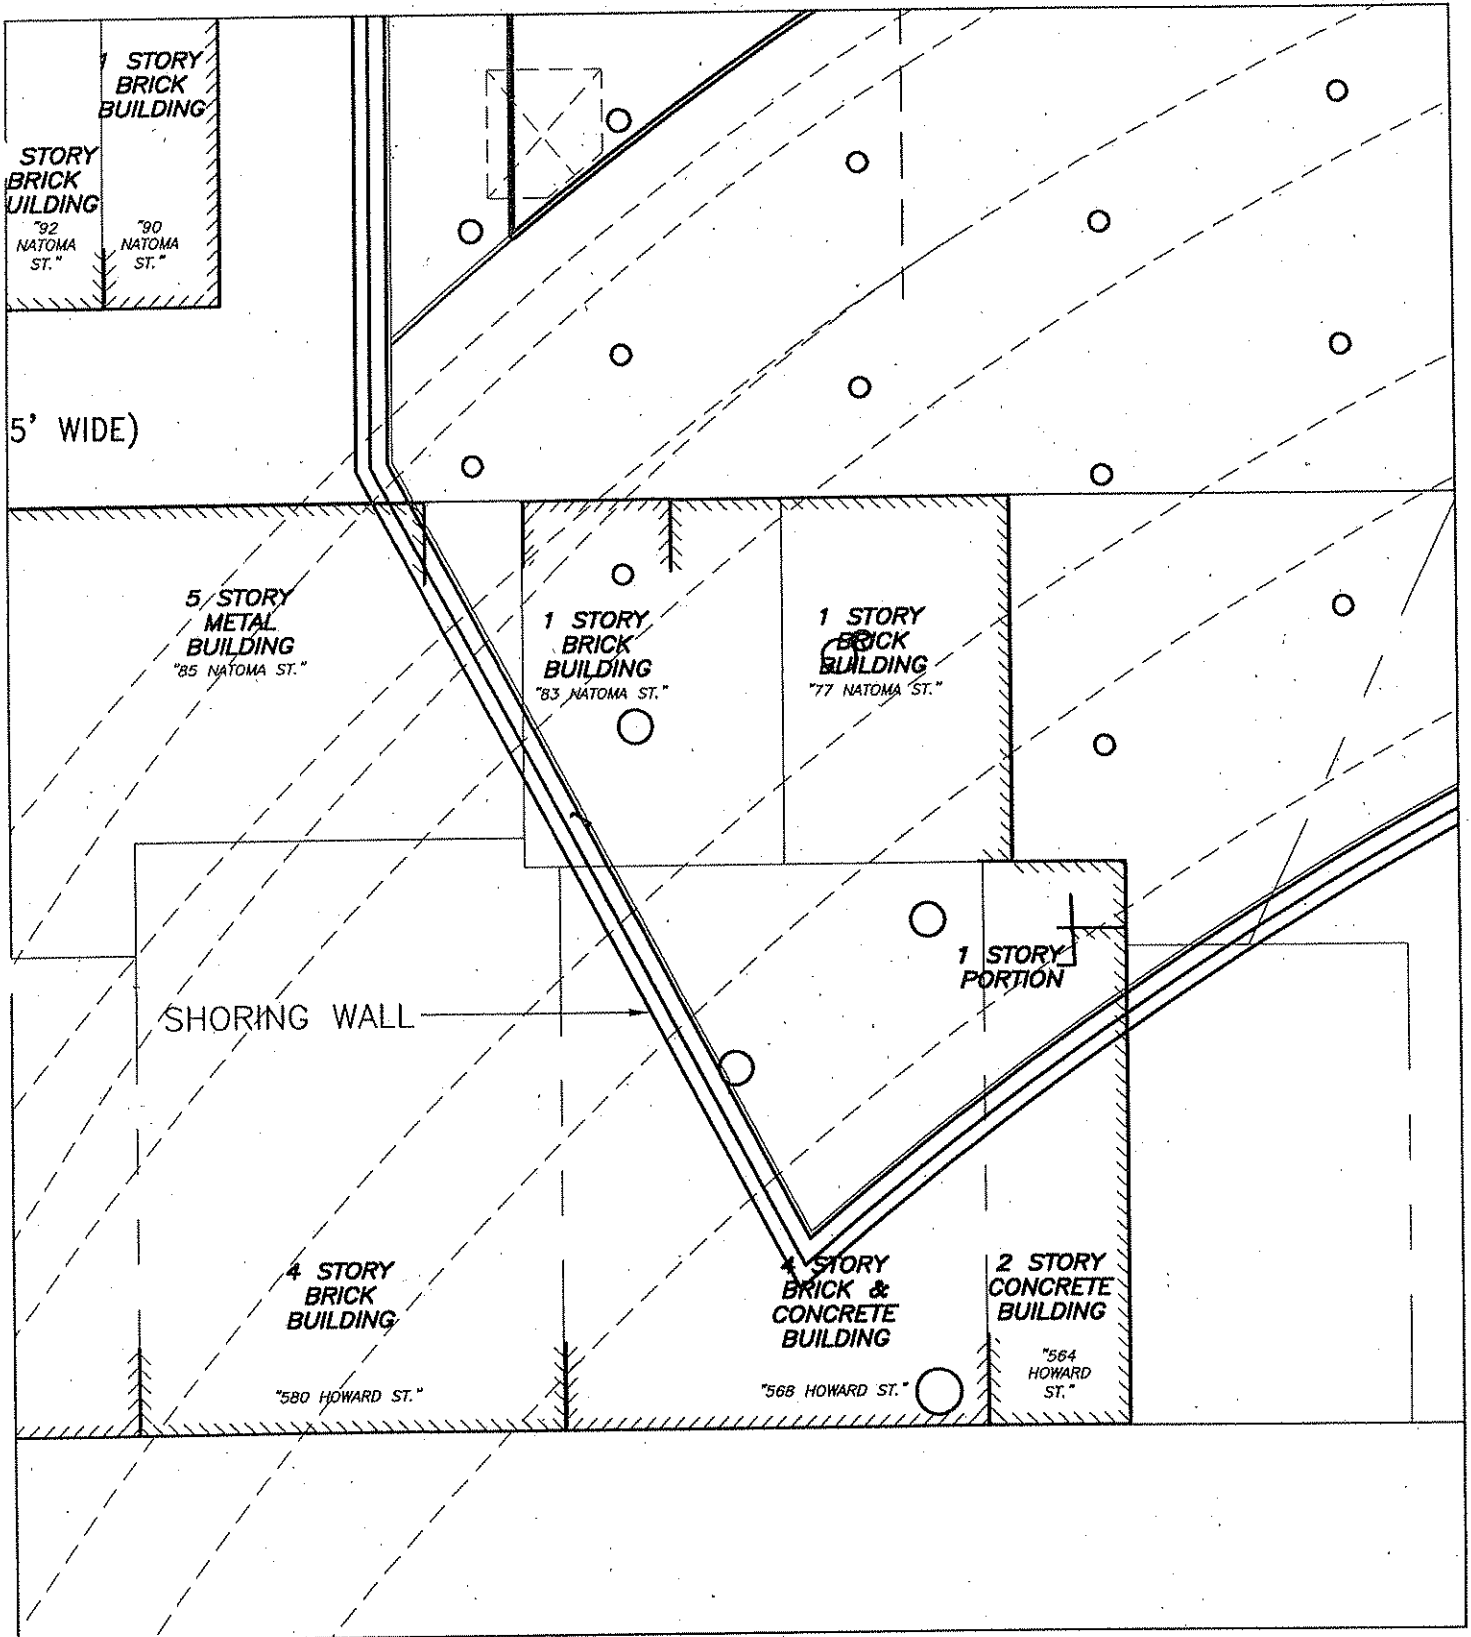 1 STORY
BRICK
BUILDING
STORY
BRICK
UILDING
"92
NATOMA
ST."
"90
NATOMA
ST."
5' WIDE)
5 STORY
METAL
BUILDING
"85 NATOMA ST."
1 STORY
BRICK
BUILDING
"83 NATOMA ST."
1 STORY
BRICK
BUILDING
"77 NATOMA ST."
1 STORY
PORTION
SHORING WALL
4 STORY
BRICK
BUILDING
"580 HOWARD ST."
4 STORY
BRICK &
CONCRETE
BUILDING
"568 HOWARD ST."
2 STORY
CONCRETE
BUILDING
"564
HOWARD
ST."